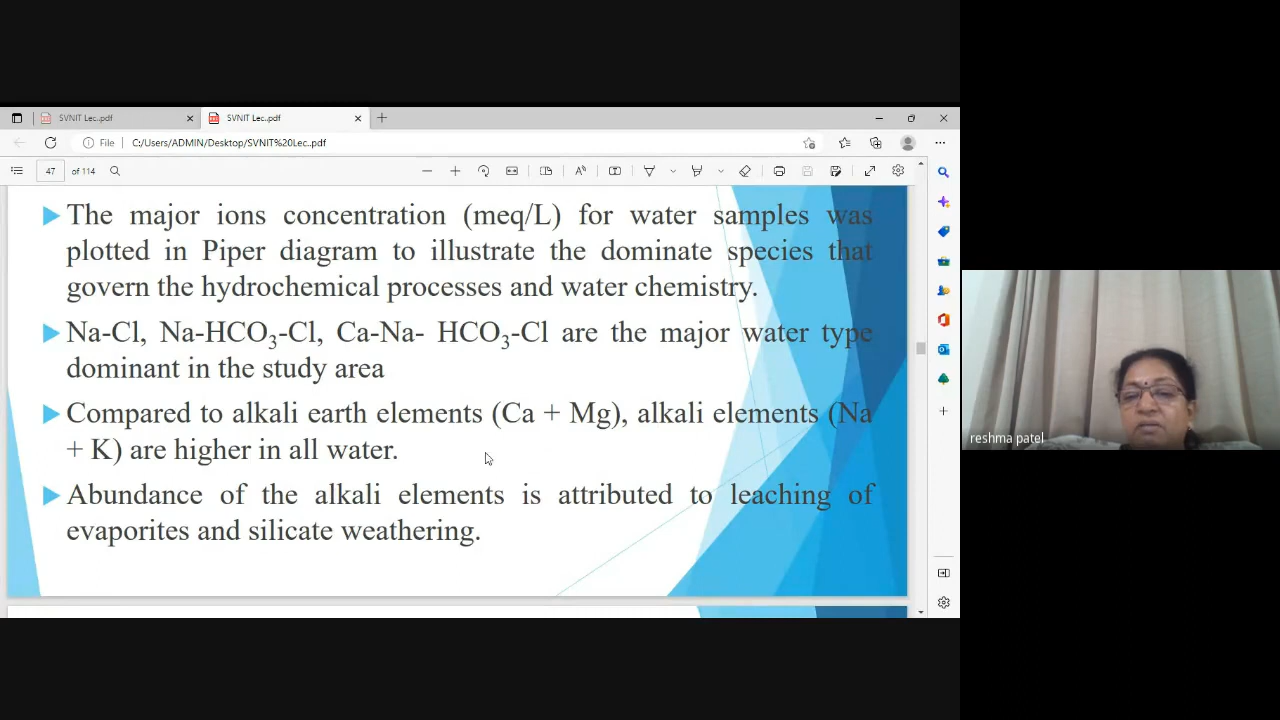 SVNIT Lec..pdf
SVNIT Lec..pdf
File
C:/Users/ADMIN/Desktop/SVNIT%20Lec..pdf
47 of 114
The major ions concentration (meq/L) for water samples was
plotted in Piper diagram to illustrate the dominate species that
govern the hydrochemical processes and water chemistry.
Na-Cl, Na-HCO₃-Cl, Ca-Na- HCO₃-Cl are the major water type
dominant in the study area
Compared to alkali earth elements (Ca + Mg), alkali elements (Na
+ K) are higher in all water.
Abundance of the alkali elements is attributed to leaching of
evaporites and silicate weathering.
reshma patel